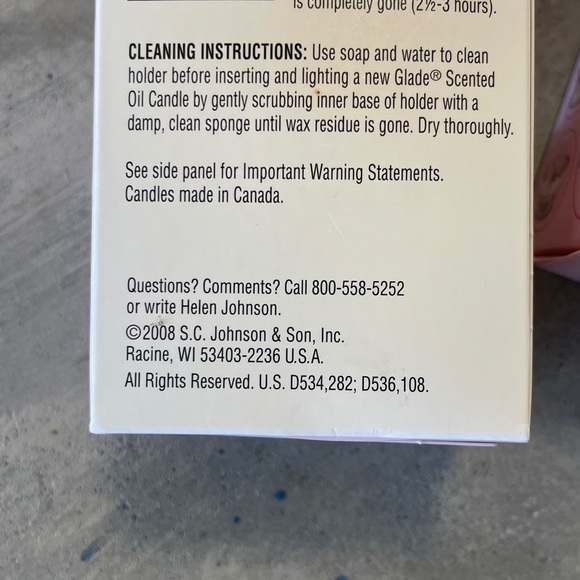 is completely gone (2½-3 hours).
CLEANING INSTRUCTIONS: Use soap and water to clean
holder before inserting and lighting a new Glade® Scented
Oil Candle by gently scrubbing inner base of holder with a
damp, clean sponge until wax residue is gone. Dry thoroughly.
See side panel for Important Warning Statements.
Candles made in Canada.
Questions? Comments? Call 800-558-5252
or write Helen Johnson.
©2008 S.C. Johnson & Son, Inc.
Racine, WI 53403-2236 U.S.A.
All Rights Reserved. U.S. D534,282; D536,108.